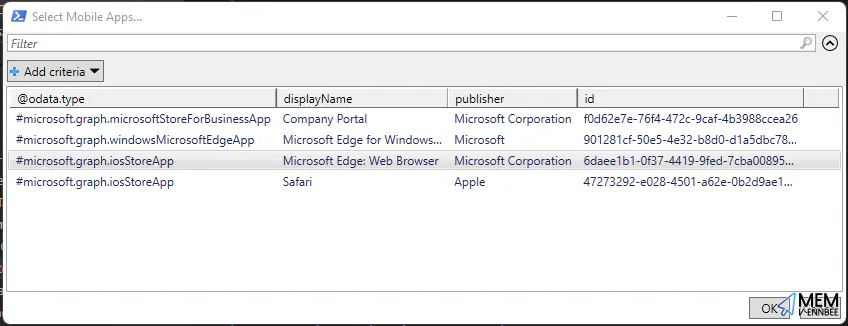 Select Mobile Apps...
Filter
Add criteria
@odata.type displayName publisher id
#microsoft.graph.microsoftStoreForBusinessApp Company Portal Microsoft Corporation f0d62e7e-76f4-472c-9caf-4b3988ccea26
#microsoft.graph.windowsMicrosoftEdgeApp Microsoft Edge for Windows... Microsoft 901281cf-50e5-4e32-b8d0-d1a5dbc78...
#microsoft.graph.iosStoreApp Microsoft Edge: Web Browser Microsoft Corporation 6daee1b1-0f37-4419-9fed-7cba00895...
#microsoft.graph.iosStoreApp Safari Apple 47273292-e028-4501-a62e-0b2d9ae1...
OK
MEM
ENNBEE